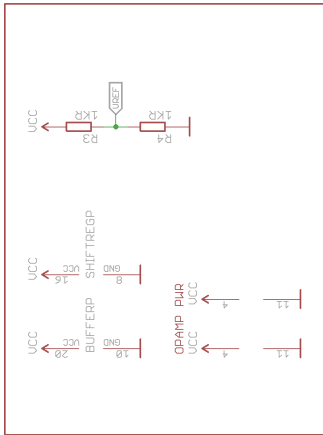 VREF
VCC
1KR
R3
1KR
R4
VCC
16
VCC
SHIFTREGP
GND
8
VCC
20
VCC
BUFFERP
GND
10
OPAMP PWR
VCC
4
11
VCC
4
11